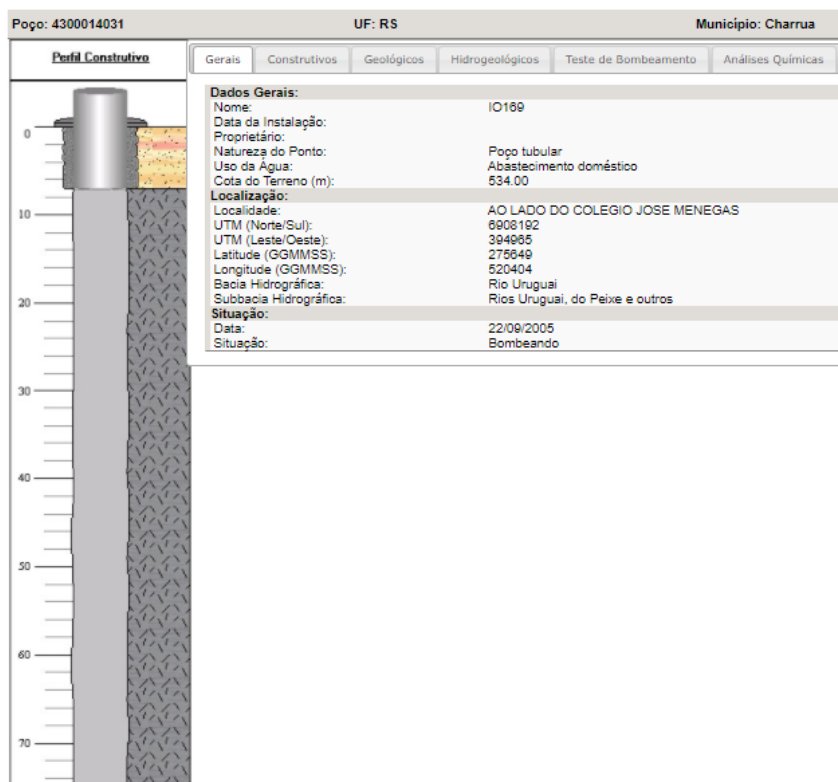 Poço: 4300014031 UF: RS Município: Charrua
Perfil Construtivo
Gerais Construtivos Geológicos Hidrogeológicos Teste de Bombeamento Análises Químicas
Dados Gerais:
Nome: IO169
Data da Instalação:
Proprietário:
Natureza do Ponto: Poço tubular
Uso da Água: Abastecimento doméstico
Cota do Terreno (m): 534.00
Localização:
Localidade: AO LADO DO COLEGIO JOSE MENEGAS
UTM (Norte/Sul): 6908192
UTM (Leste/Oeste): 394965
Latitude (GGMMSS): 275649
Longitude (GGMMSS): 520404
Bacia Hidrográfica: Rio Uruguai
Subbacia Hidrográfica: Rios Uruguai, do Peixe e outros
Situação:
Data: 22/09/2005
Situação: Bombeando
0
10
20
30
40
50
60
70